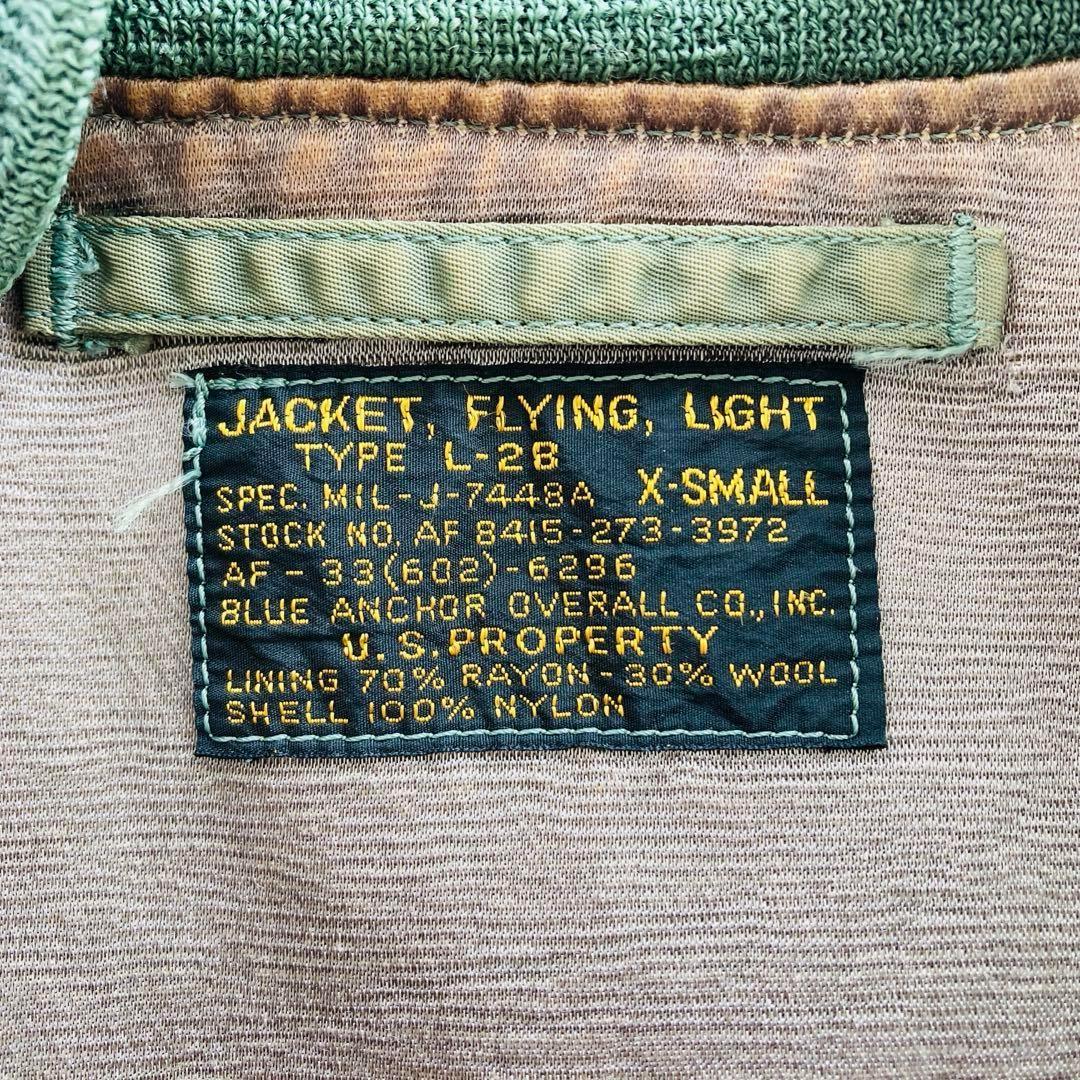 JACKET, FLYING, LIGHT
TYPE L-2B
SPEC. MIL-J-7448A X-SMALL
STOCK NO. AF 8415-273-3972
AF-33(602)-6296
BLUE ANCHOR OVERALL CO., INC.
U.S. PROPERTY
LINING 70% RAYON-30% WOOL
SHELL 100% NYLON